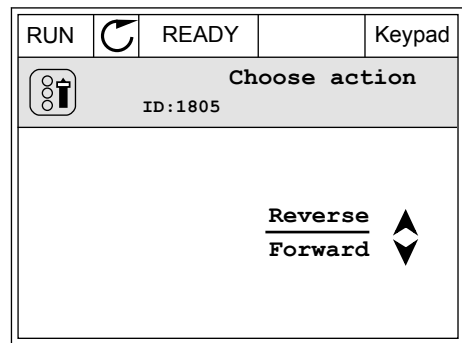 RUN READY Keypad
Choose action
ID:1805
Reverse
Forward